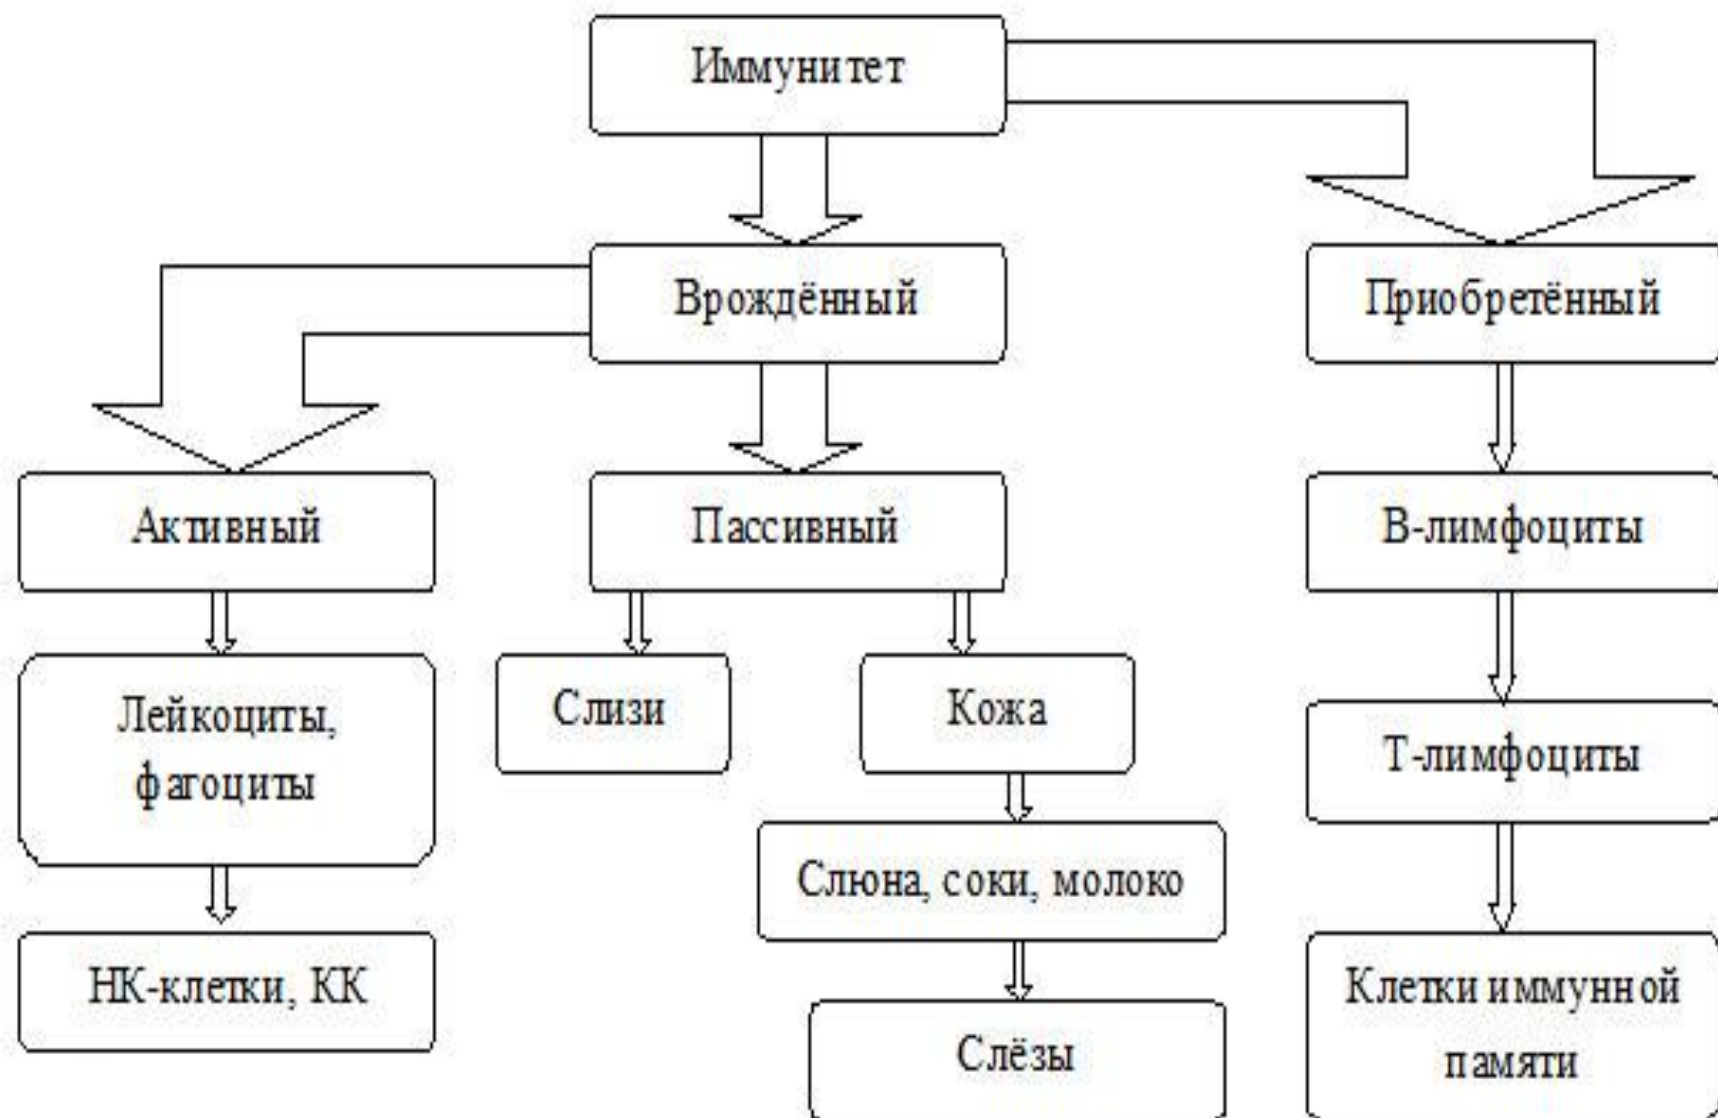 Иммунитет
Врождённый
Приобретённый
Активный
Пассивный
В-лимфоциты
Лейкоциты,
фагоциты
Слизи
Кожа
Т-лимфоциты
Слюна, соки, молоко
НК-клетки, КК
Слёзы
Клетки иммунной
памяти